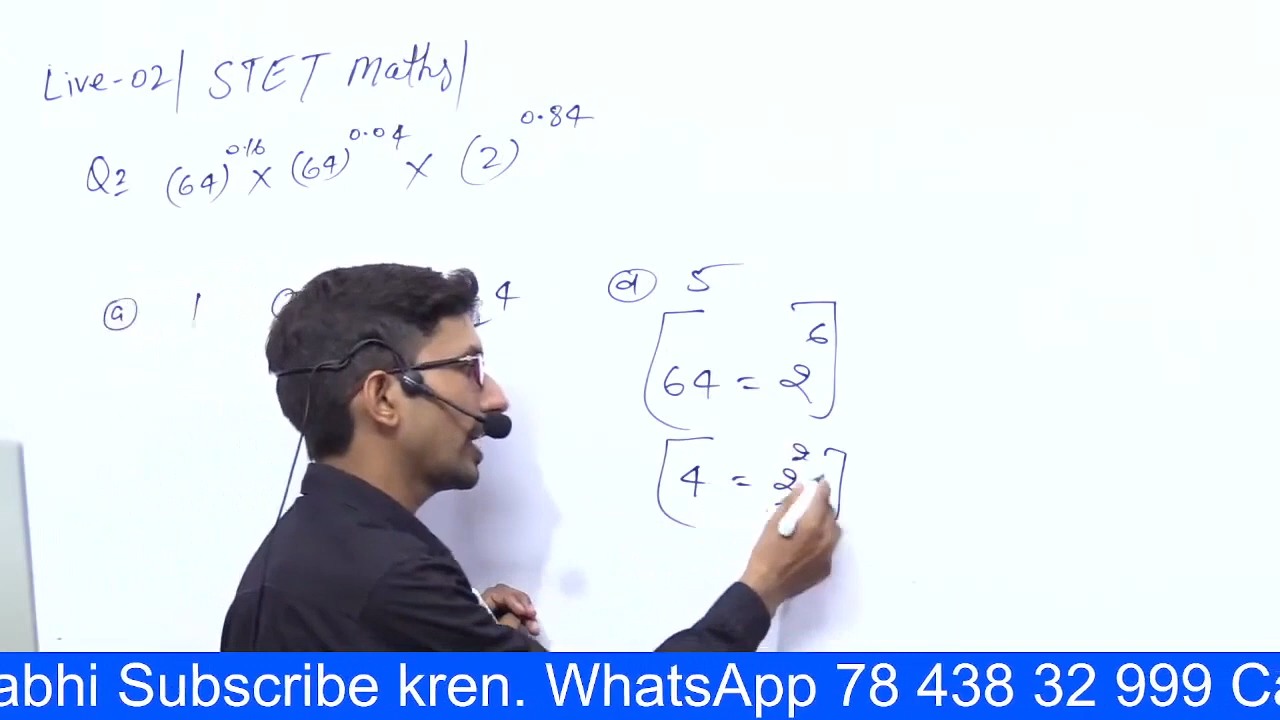 Live-02/ STET Maths/
Q2 (64)^0.16 × (64)^0.04 × (2)^0.84
ⓐ 1 4 ⓓ 5
64 = 2^6
4 = 2^2
abhi Subscribe kren. WhatsApp 78 438 32 999 Ca